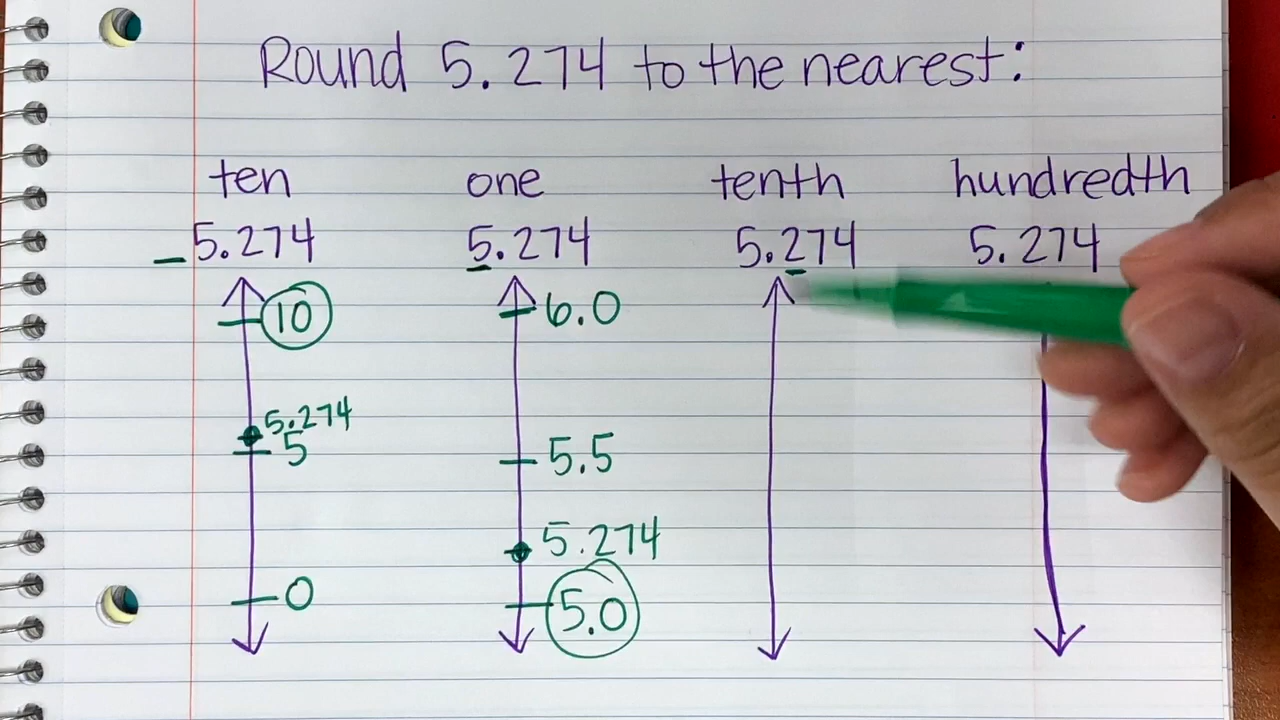 Round 5.274 to the nearest:
ten one tenth hundredth
_5.274 5.274 5.274 5.274
10 6.0
5.274
5 5.5
5.274
0 5.0